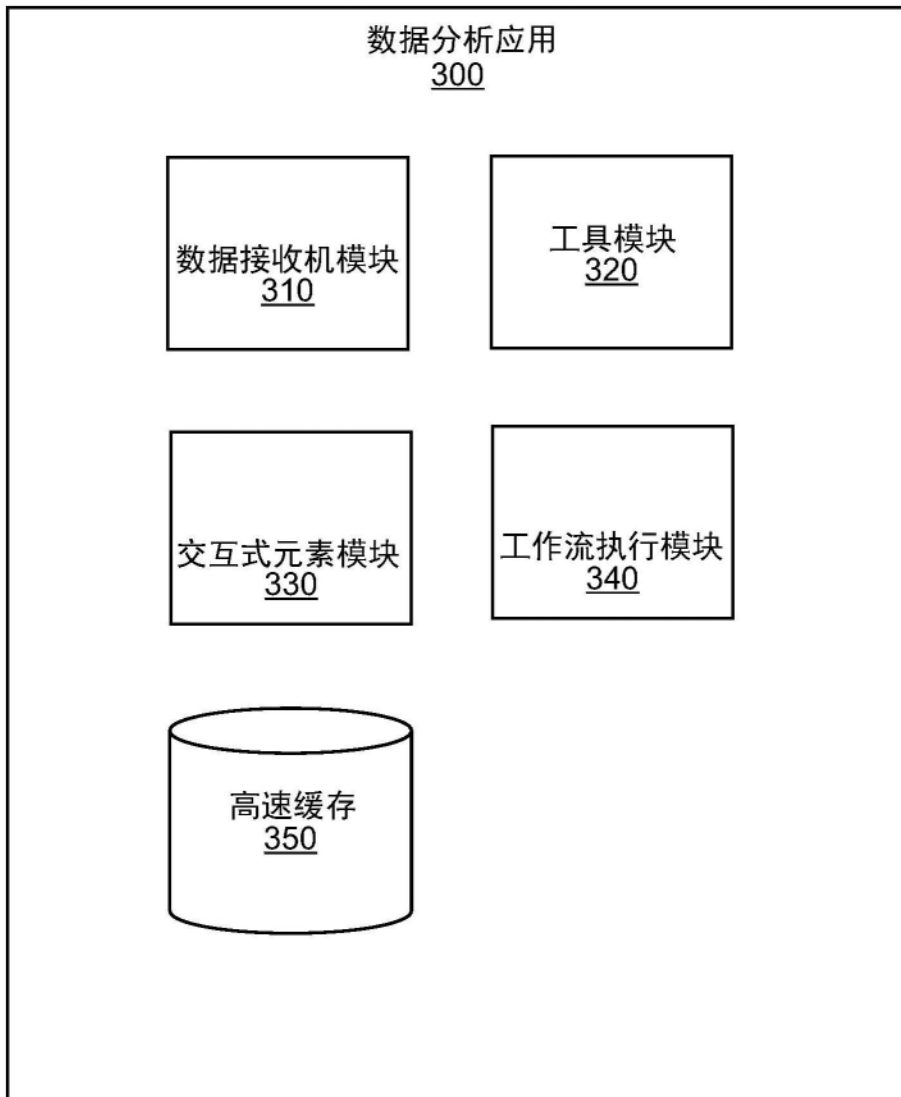 数据分析应用
300
数据接收机模块
310
工具模块
320
交互式元素模块
330
工作流执行模块
340
高速缓存
350